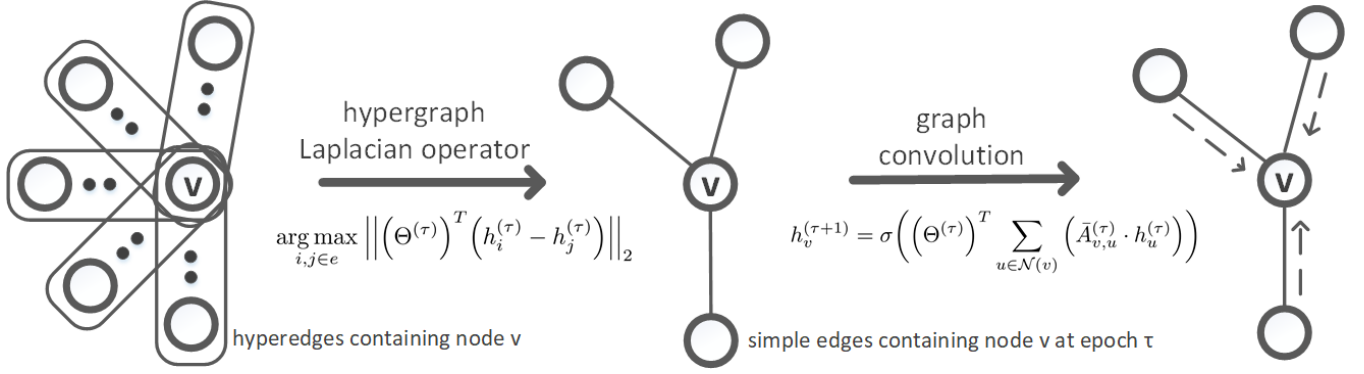 hypergraph
Laplacian operator
arg max_{i,j∈e} ||(Θ^{(τ)})^T (h_i^{(τ)} − h_j^{(τ)})||_2
v
hyperedges containing node v
v
graph
convolution
h_v^{(τ+1)} = σ((Θ^{(τ)})^T ∑_{u∈𝒩(v)} (Ā_{v,u}^{(τ)} · h_u^{(τ)}))
simple edges containing node v at epoch τ
v